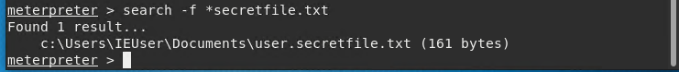 meterpreter > search -f *secretfile.txt
Found 1 result...
    c:\Users\IEUser\Documents\user.secretfile.txt (161 bytes)
meterpreter >